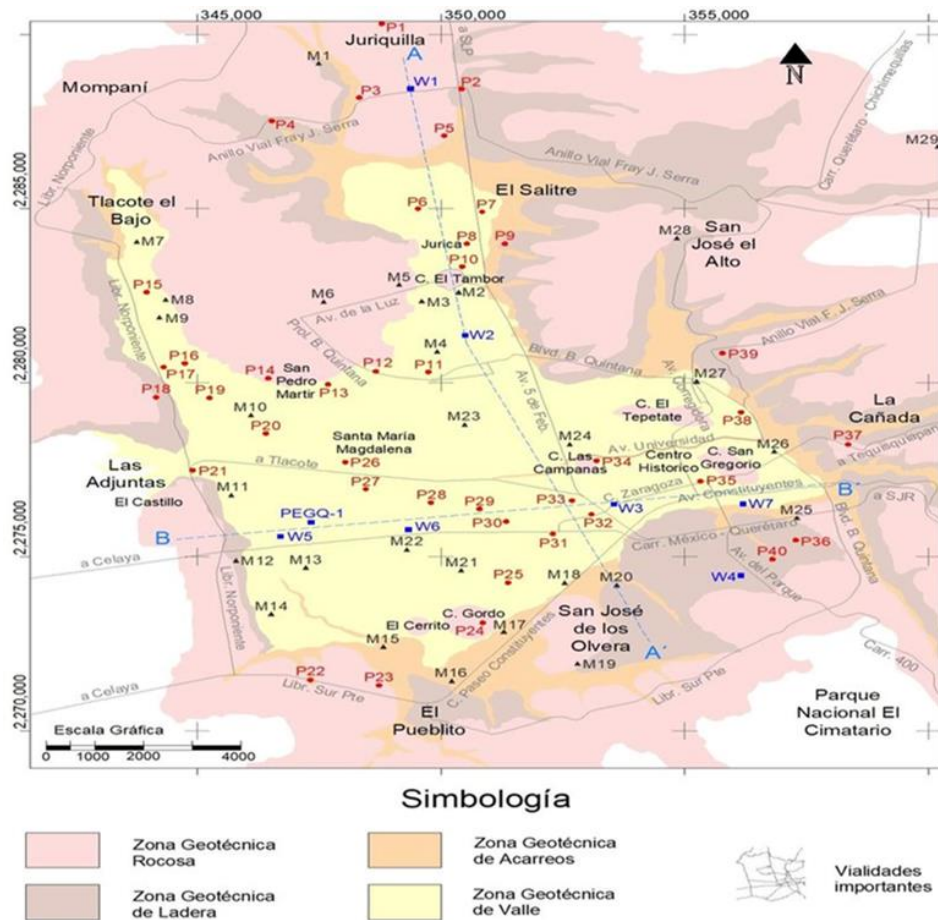 345,000
350,000
355,000
P1
Juriquilla
M1
A
a SLP
N
Mompaní
W1
P2
P3
P4
P5
Anillo Vial Fray J. Serra
Carr. Querétaro - Chichimequillas
M29
Libr. Norponiente
Anillo Vial Fray J. Serra
2,285,000
El Salitre
Tlacote el
Bajo
P6
P7
M7
P8
P9
Jurica
M28
San
José el
Alto
P10
M5
C. El Tambor
P15
M8
M6
M3
M2
M9
Av. de la Luz
Libr. Norponiente
Prol. B. Quintana
W2
Anillo Vial F. J. Serra
M4
P39
2,280,000
P16
P17
P14
San
Pedro
Martir
P12
P11
P13
Blvd. B. Quintana
M27
P18
P19
Av. 5 de Feb.
Av. Corregidora
La
Cañada
M10
P20
M23
C. El
Tepetate
P38
Santa María
Magdalena
M24
Av. Universidad
M26
P37
Las
Adjuntas
a Tlacote
P26
C. Las
Campanas
P34
Centro
Historico
C. San
Gregorio
a Tequisquiapan
P21
El Castillo
M11
P27
P35
C. Zaragoza
Av. Constituyentes
B´
a SJR
P28
P29
P33
W3
W7
PEGQ-1
P30
P32
M25
2,275,000
B
W5
W6
P31
Carr. México - Querétaro
P36
M22
P40
Blvd. B. Quintana
a Celaya
M12
M13
M21
P25
M18
M20
W4
Av. del Parque
Libr. Norponiente
M14
C. Gordo
El Cerrito
P24
M17
San José
de los
Olvera
M15
A´
M19
C. Paseo Constituyentes
Carr. 400
P22
P23
M16
a Celaya
Libr. Sur Pte
Libr. Sur Pte
2,270,000
Escala Gráfica
El
Pueblito
Parque
Nacional El
Cimatario
0 1000 2000 4000
Simbología
Zona Geotécnica
Rocosa
Zona Geotécnica
de Acarreos
Vialidades
importantes
Zona Geotécnica
de Ladera
Zona Geotécnica
de Valle